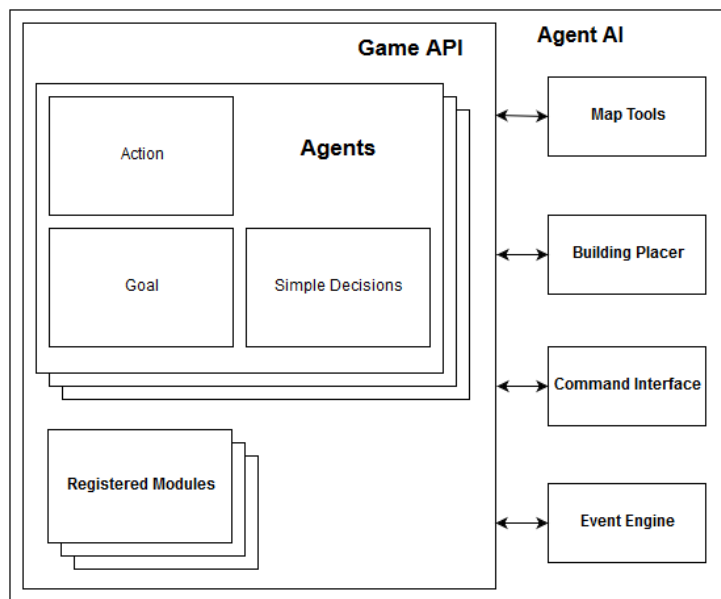 Agent AI
Game API
Agents
Action
Goal
Simple Decisions
Registered Modules
Map Tools
Building Placer
Command Interface
Event Engine